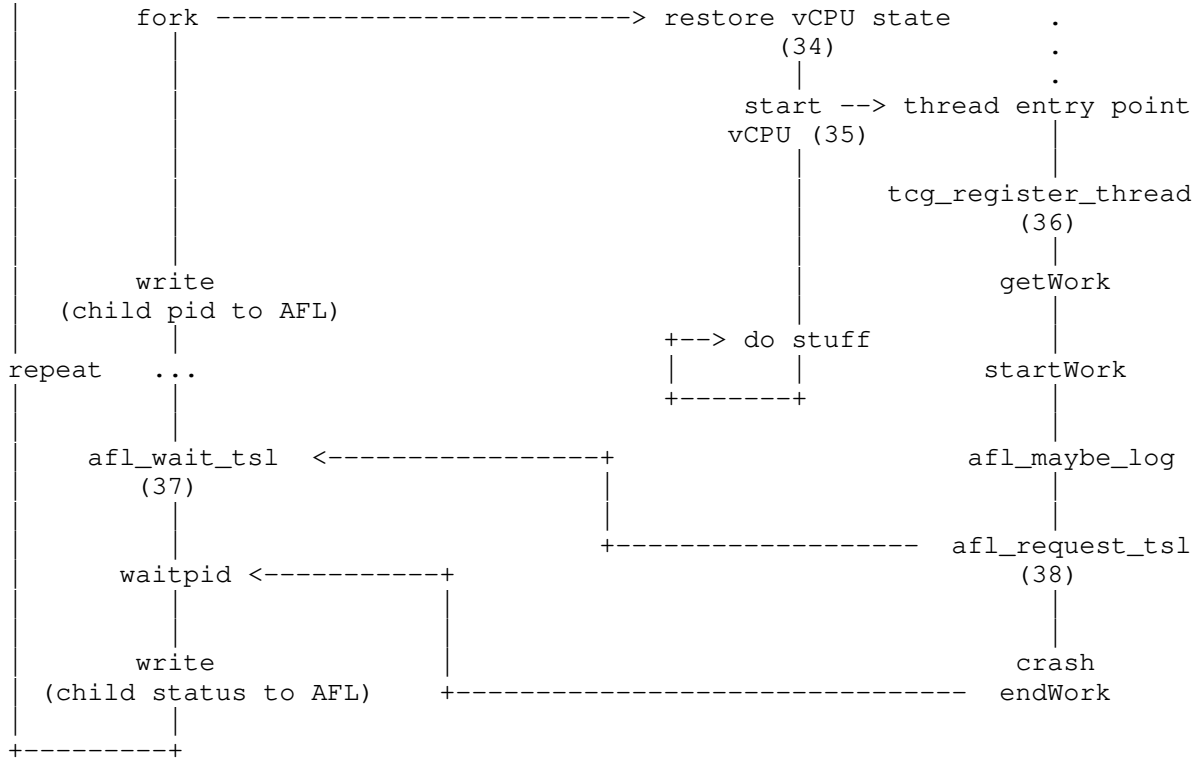 fork ---------------------------> restore vCPU state .
(34) .
.
start --> thread entry point
vCPU (35)
tcg_register_thread
(36)
write getWork
(child pid to AFL)
+--> do stuff
repeat ... startWork
+-------+
afl_wait_tsl <------------------+ afl_maybe_log
(37)
+------------------- afl_request_tsl
waitpid <-----------+ (38)
write crash
(child status to AFL) +-------------------------------- endWork
+---------+